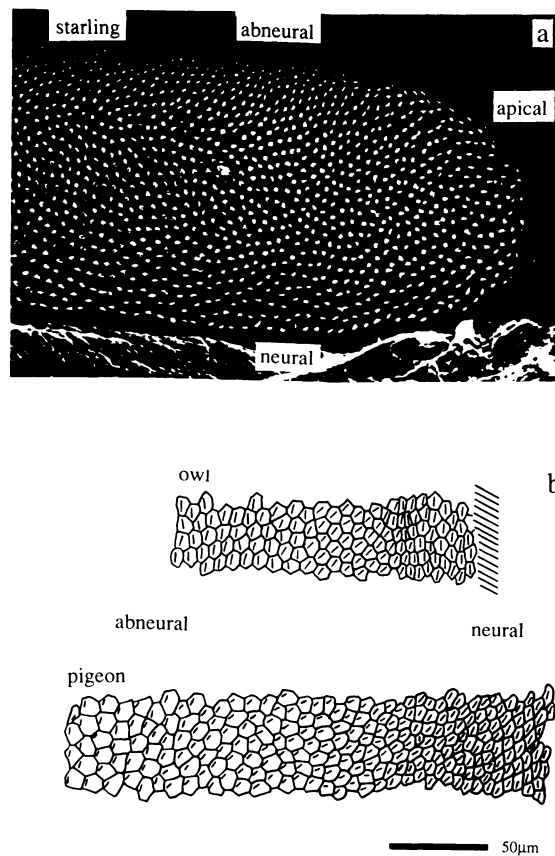 starling
abneural
a
apical
neural
owl
b
abneural
neural
pigeon
50μm